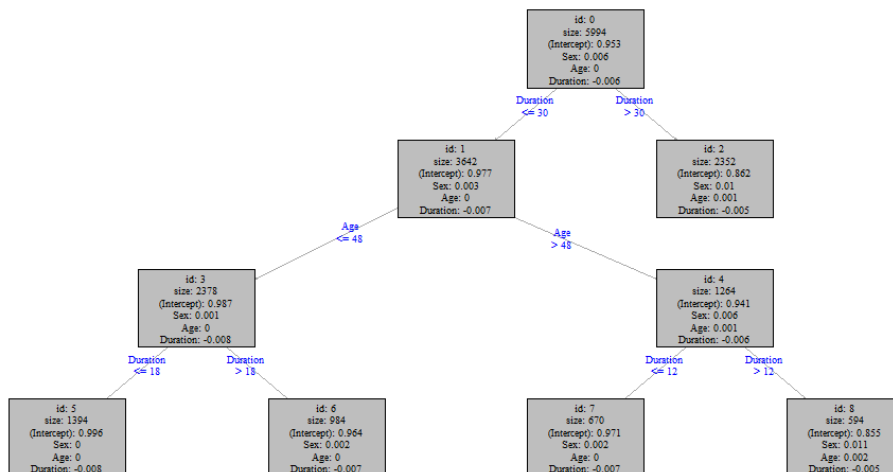 id: 0
size: 5994
(Intercept): 0.953
Sex: 0.006
Age: 0
Duration: -0.006
Duration
<= 30
Duration
> 30
id: 1
size: 3642
(Intercept): 0.977
Sex: 0.003
Age: 0
Duration: -0.007
id: 2
size: 2352
(Intercept): 0.862
Sex: 0.01
Age: 0.001
Duration: -0.005
Age
<= 48
Age
> 48
id: 3
size: 2378
(Intercept): 0.987
Sex: 0.001
Age: 0
Duration: -0.008
id: 4
size: 1264
(Intercept): 0.941
Sex: 0.006
Age: 0.001
Duration: -0.006
Duration
<= 18
Duration
> 18
Duration
<= 12
Duration
> 12
id: 5
size: 1394
(Intercept): 0.996
Sex: 0
Age: 0
Duration: -0.008
id: 6
size: 984
(Intercept): 0.964
Sex: 0.002
Age: 0
Duration: -0.007
id: 7
size: 670
(Intercept): 0.971
Sex: 0.002
Age: 0
Duration: -0.007
id: 8
size: 594
(Intercept): 0.855
Sex: 0.011
Age: 0.002
Duration: -0.005